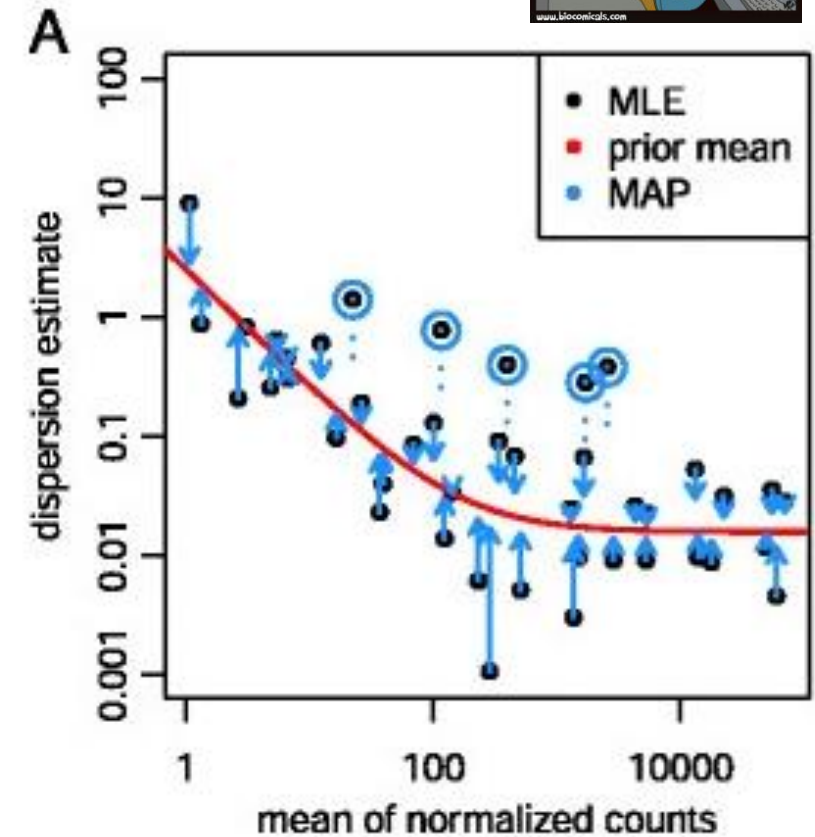 www.biocomicals.com
A
MLE
prior mean
MAP
dispersion estimate
100
10
1
0.1
0.01
0.001
1
100
10000
mean of normalized counts